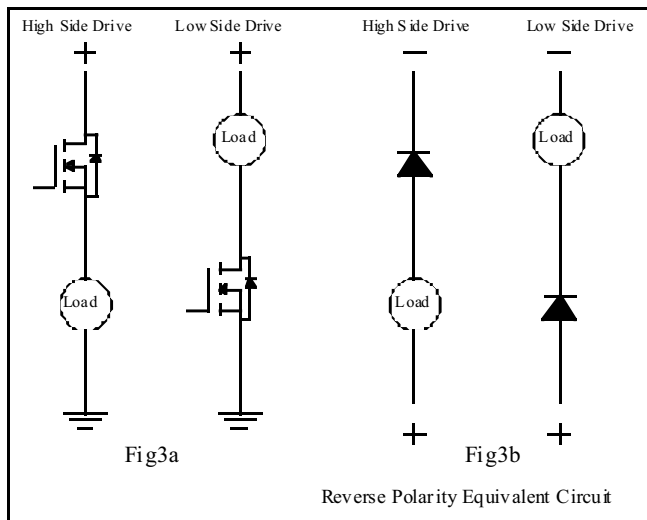 High Side Drive
Low Side Drive
High Side Drive
Low Side Drive
+
+
−
−
Load
Load
Load
Load
+
+
Fig3a
Fig3b
Reverse Polarity Equivalent Circuit